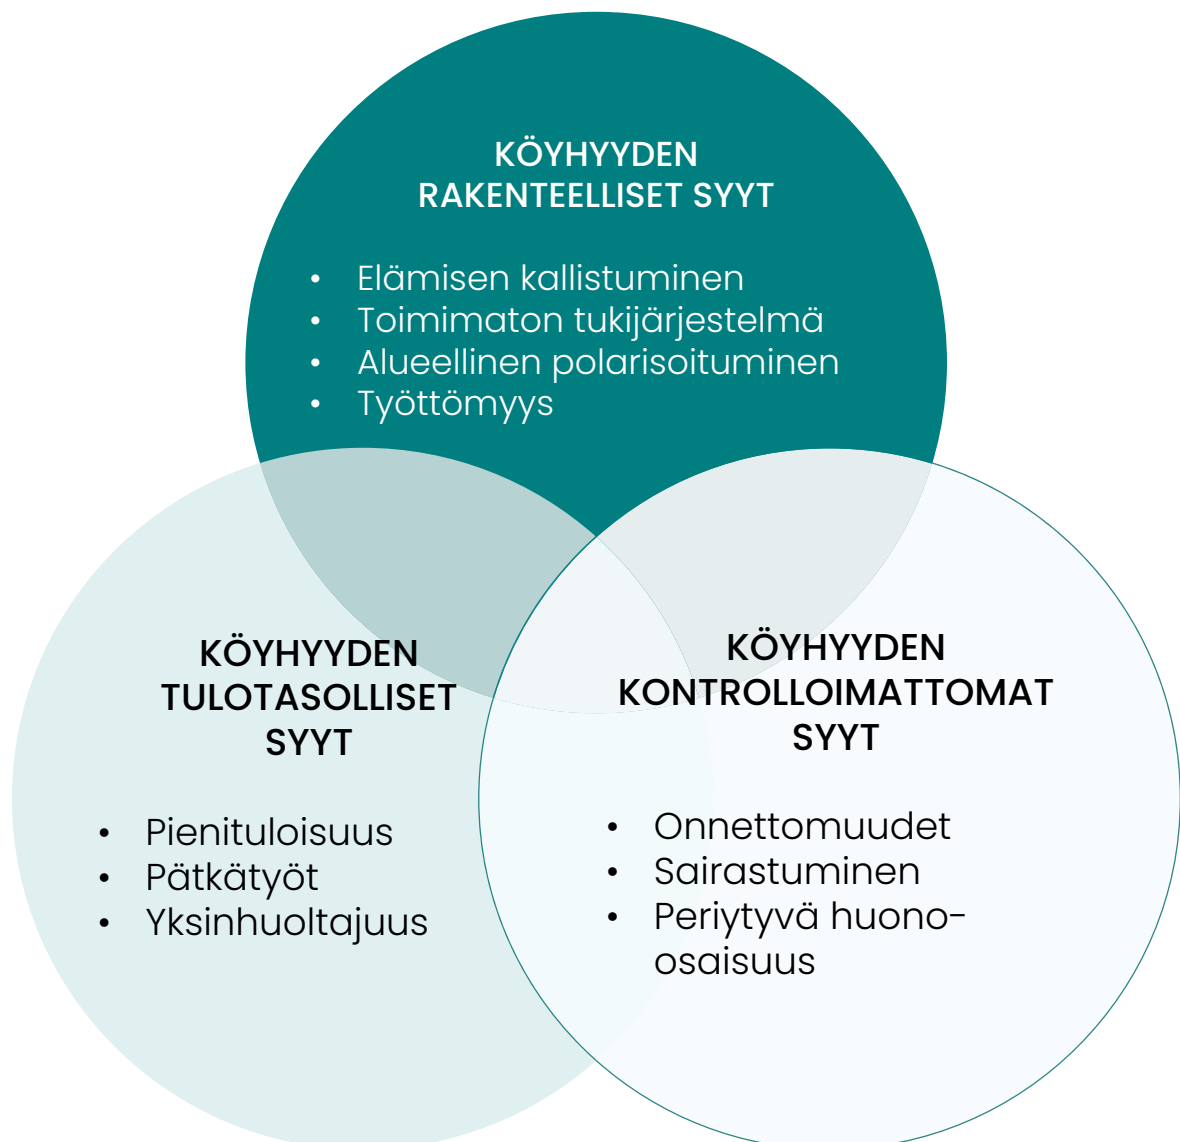 KÖYHYYDEN
RAKENTEELLISET SYYT
• Elämisen kallistuminen
• Toimimaton tukijärjestelmä
• Alueellinen polarisoituminen
• Työttömyys
KÖYHYYDEN
TULOTASOLLISET
SYYT
• Pienituloisuus
• Pätkätyöt
• Yksinhuoltajuus
KÖYHYYDEN
KONTROLLOIMATTOMAT
SYYT
• Onnettomuudet
• Sairastuminen
• Periytyvä huono-
osaisuus